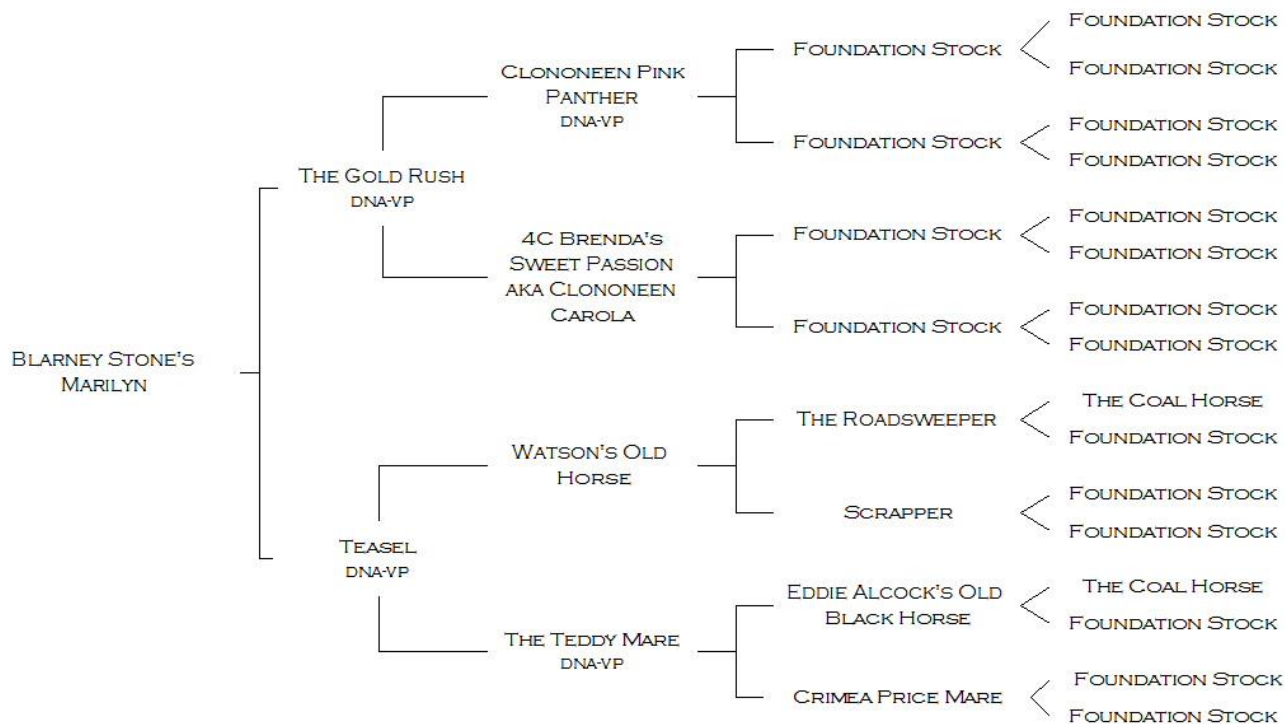 Foundation Stock
Clononeen Pink
Panther
DNA-VP
Foundation Stock
Foundation Stock
Foundation Stock
Foundation Stock
Foundation Stock
The Gold Rush
DNA-VP
4C Brenda's
Sweet Passion
aka Clononeen
Carola
Foundation Stock
Foundation Stock
Foundation Stock
Foundation Stock
Foundation Stock
Foundation Stock
Blarney Stone's
Marilyn
Watson's Old
Horse
The Roadsweeper
The Coal Horse
Foundation Stock
Scrapper
Foundation Stock
Foundation Stock
Teasel
DNA-VP
The Teddy Mare
DNA-VP
Eddie Alcock's Old
Black Horse
The Coal Horse
Foundation Stock
Crimea Price Mare
Foundation Stock
Foundation Stock